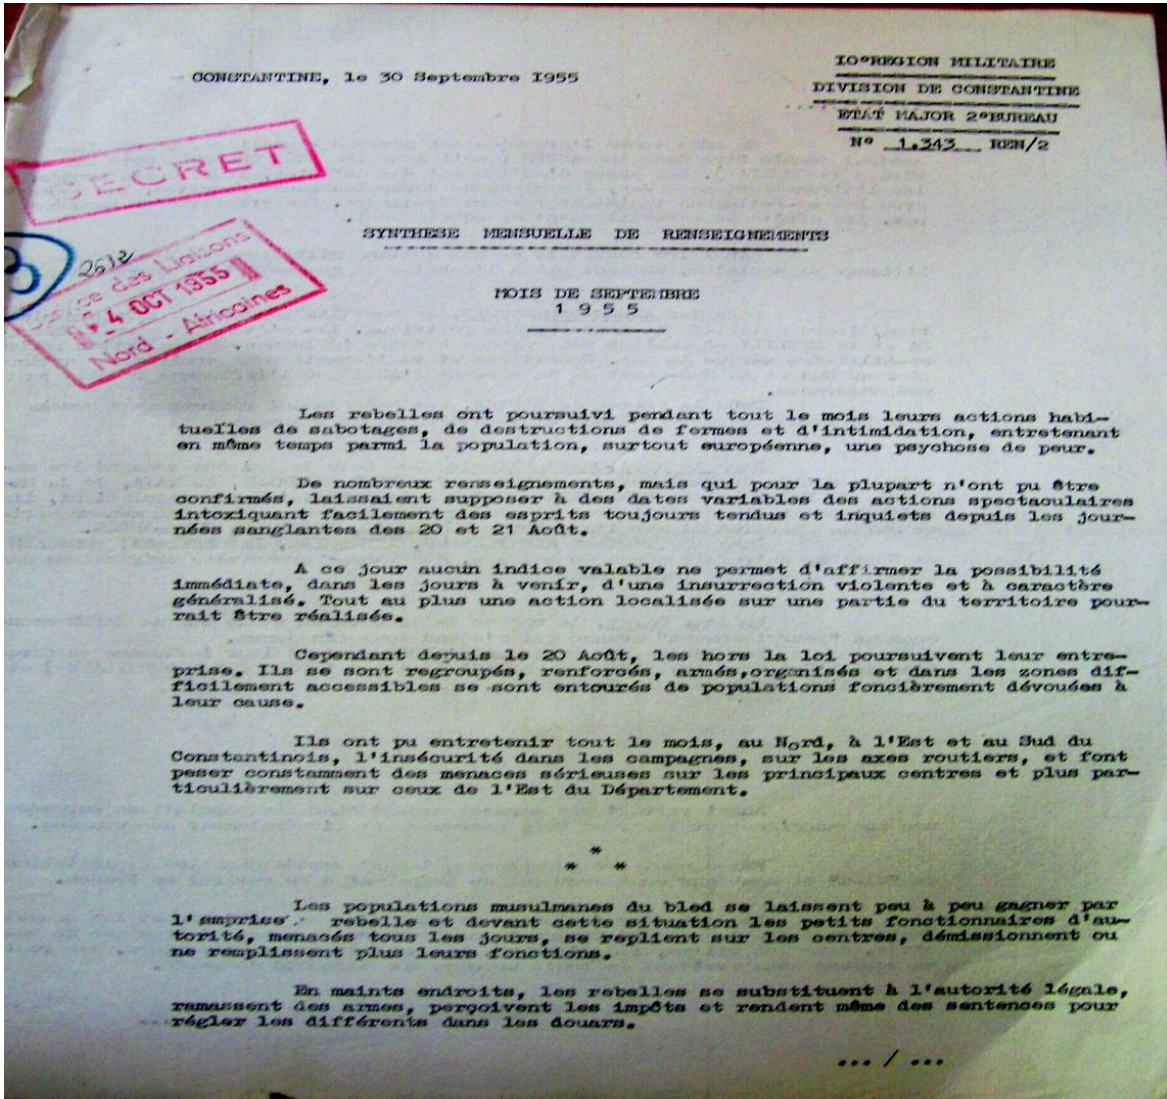 CONSTANTINE, le 30 Septembre I955
IO°REGION MILITAIRE
DIVISION DE CONSTANTINE
ETAT MAJOR 2°BUREAU
N° 1.343 REN/2
SECRET
2612
Service des Liaisons
4 OCT 1955
Nord - Africaines
SYNTHESE MENSUELLE DE RENSEIGNEMENTS
MOIS DE SEPTEMBRE
1 9 5 5
Les rebelles ont poursuivi pendant tout le mois leurs actions habi-
tuelles de sabotages, de destructions de fermes et d'intimidation, entretenant
en même temps parmi la population, surtout européenne, une psychose de peur.
De nombreux renseignements, mais qui pour la plupart n'ont pu être
confirmés, laissaient supposer à des dates variables des actions spectaculaires
intoxiquant facilement des esprits toujours tendus et inquiets depuis les jour-
nées sanglantes des 20 et 21 Août.
A ce jour aucun indice valable ne permet d'affirmer la possibilité
immédiate, dans les jours à venir, d'une insurrection violente et à caractère
généralisé. Tout au plus une action localisée sur une partie du territoire pour-
rait être réalisée.
Cependant depuis le 20 Août, les hors la loi poursuivent leur entre-
prise. Ils se sont regroupés, renforcés, armés,organisés et dans les zones dif-
ficilement accessibles se sont entourés de populations foncièrement dévouées à
leur cause.
Ils ont pu entretenir tout le mois, au Nord, à l'Est et au Sud du
Constantinois, l'insécurité dans les campagnes, sur les axes routiers, et font
peser constamment des menaces sérieuses sur les principaux centres et plus par-
ticulièrement sur ceux de l'Est du Département.
*
* *
Les populations musulmanes du bled se laissent peu à peu gagner par
l'emprise rebelle et devant cette situation les petits fonctionnaires d'au-
torité, menacés tous les jours, se replient sur les centres, démissionnent ou
ne remplissent plus leurs fonctions.
En maints endroits, les rebelles se substituent à l'autorité légale,
ramassent des armes, perçoivent les impôts et rendent même des sentences pour
régler les différents dans les douars.
... / ...